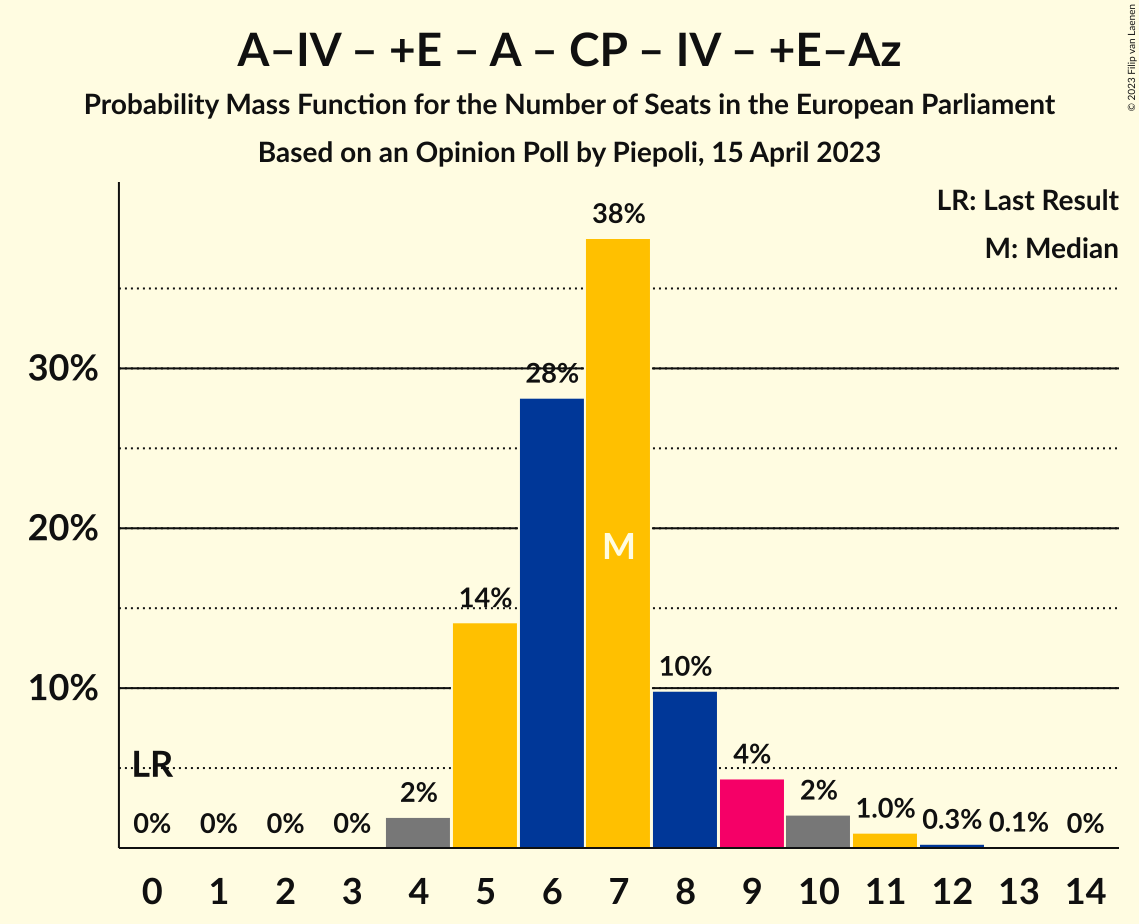 A–IV – +E – A – CP – IV – +E–Az
Probability Mass Function for the Number of Seats in the European Parliament
Based on an Opinion Poll by Piepoli, 15 April 2023
© 2023 Filip van Laenen
LR: Last Result
M: Median
38%
30%
28%
20%
M
14%
10%
10%
LR
4%
2%
2%
1.0%
0.3%
0.1%
0%
0%
0%
0%
0%
0 1 2 3 4 5 6 7 8 9 10 11 12 13 14